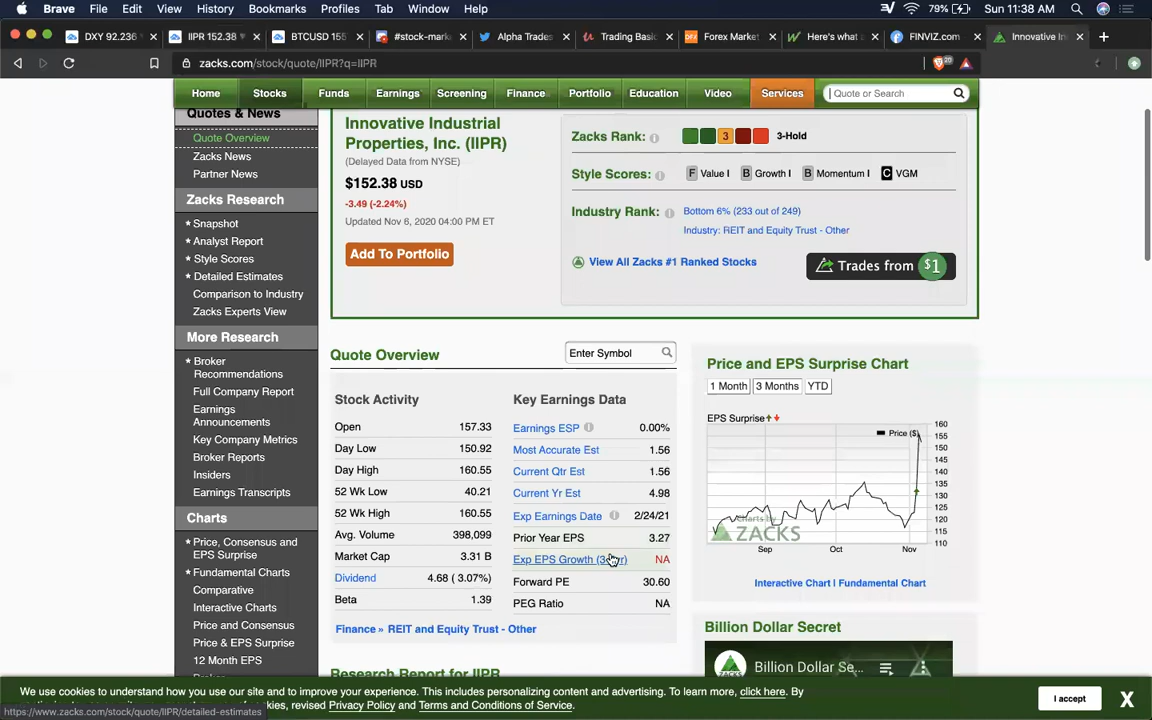 Brave File Edit View History Bookmarks Profiles Tab Window Help 79% Sun 11:38 AM
DXY 92.236 IIPR 152.38 BTCUSD 155 #stock-mar Alpha Trades Trading Basic Forex Market Here's what FINVIZ.com Innovative In
zacks.com/stock/quote/IIPR?q=IIPR 20
Home Stocks Funds Earnings Screening Finance Portfolio Education Video Services Quote or Search
Quotes & News
Quote Overview
Zacks News
Partner News
Zacks Research
Snapshot
Analyst Report
Style Scores
Detailed Estimates
Comparison to Industry
Zacks Experts View
More Research
Broker
Recommendations
Full Company Report
Earnings
Announcements
Key Company Metrics
Broker Reports
Insiders
Earnings Transcripts
Charts
Price, Consensus and
EPS Surprise
Fundamental Charts
Comparative
Interactive Charts
Price and Consensus
Price & EPS Surprise
12 Month EPS
Innovative Industrial
Properties, Inc. (IIPR)
(Delayed Data from NYSE)
$152.38 USD
-3.49 (-2.24%)
Updated Nov 6, 2020 04:00 PM ET
Add To Portfolio
Zacks Rank: i 3 3-Hold
Style Scores: i F Value I B Growth I B Momentum I C VGM
Industry Rank: i Bottom 6% (233 out of 249)
Industry: REIT and Equity Trust - Other
View All Zacks #1 Ranked Stocks Trades from $1
Quote Overview Enter Symbol
Stock Activity
Open 157.33
Day Low 150.92
Day High 160.55
52 Wk Low 40.21
52 Wk High 160.55
Avg. Volume 398,099
Market Cap 3.31 B
Dividend 4.68 ( 3.07%)
Beta 1.39
Key Earnings Data
Earnings ESP i 0.00%
Most Accurate Est 1.56
Current Qtr Est 1.56
Current Yr Est 4.98
Exp Earnings Date i 2/24/21
Prior Year EPS 3.27
Exp EPS Growth NA
Forward PE 30.60
PEG Ratio NA
Finance » REIT and Equity Trust - Other
Research Report for IIPR
Price and EPS Surprise Chart
1 Month 3 Months YTD
EPS Surprise
Price ($)
160
155
150
145
140
135
130
125
120
115
110
Charts by
ZACKS
Sep Oct Nov
Interactive Chart I Fundamental Chart
Billion Dollar Secret
Billion Dollar Se...
We use cookies to understand how you use our site and to improve your experience. This includes personalizing content and advertising. To learn more, click here. By
cookies, revised Privacy Policy and Terms and Conditions of Service.
I accept X
https://www.zacks.com/stock/quote/IIPR/detailed-estimates